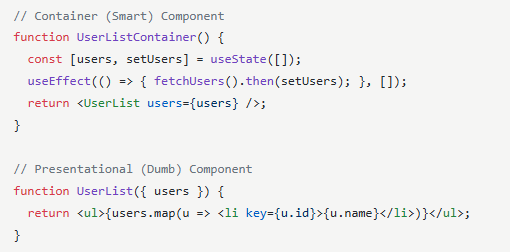 // Container (Smart) Component
function UserListContainer() {
  const [users, setUsers] = useState([]);
  useEffect(() => { fetchUsers().then(setUsers); }, []);
  return <UserList users={users} />;
}

// Presentational (Dumb) Component
function UserList({ users }) {
  return <ul>{users.map(u => <li key={u.id}>{u.name}</li>)}</ul>;
}